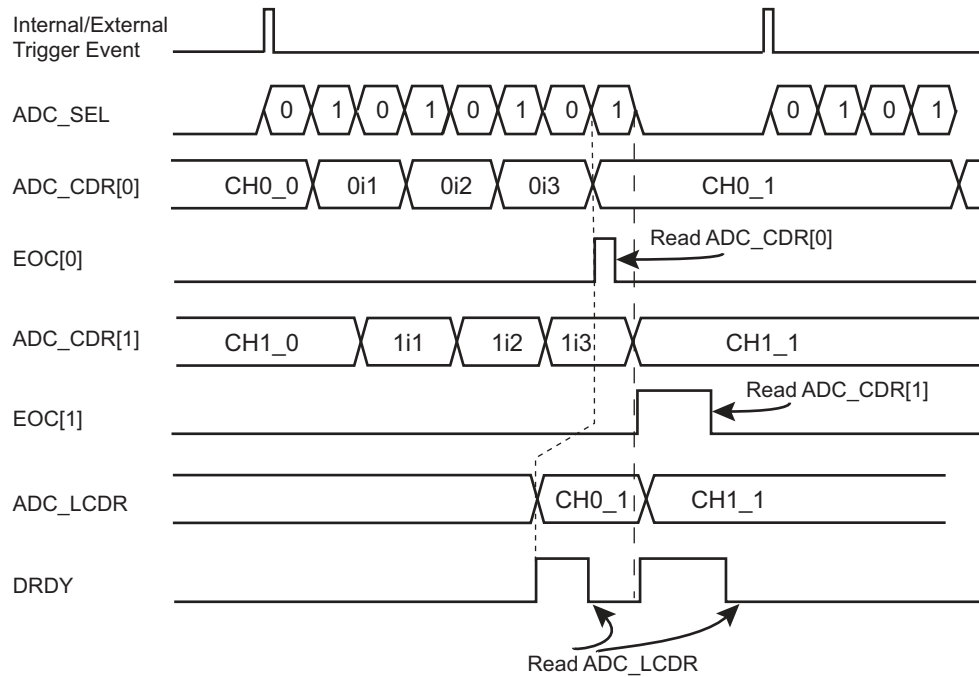 Internal/External
Trigger Event
ADC_SEL
0 1 0 1 0 1 0 1 0 1 0 1
ADC_CDR[0]
CH0_0 0i1 0i2 0i3 CH0_1
EOC[0]
Read ADC_CDR[0]
ADC_CDR[1]
CH1_0 1i1 1i2 1i3 CH1_1
EOC[1]
Read ADC_CDR[1]
ADC_LCDR
CH0_1 CH1_1
DRDY
Read ADC_LCDR